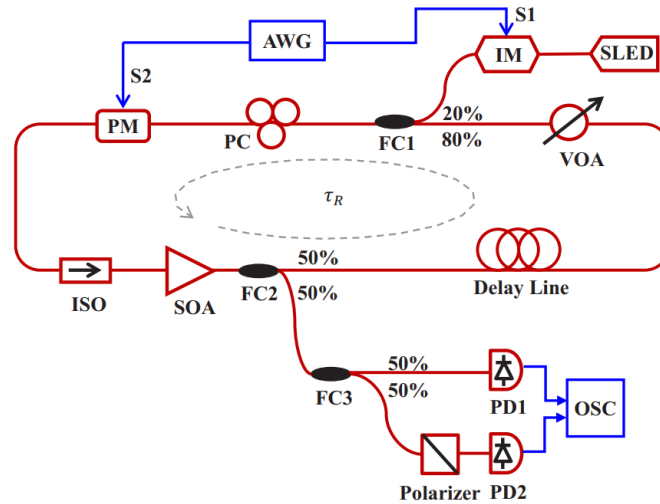 S1
AWG
IM
SLED
S2
PM
PC
FC1
20%
80%
VOA
τR
ISO
SOA
FC2
50%
50%
Delay Line
FC3
50%
50%
PD1
OSC
Polarizer
PD2